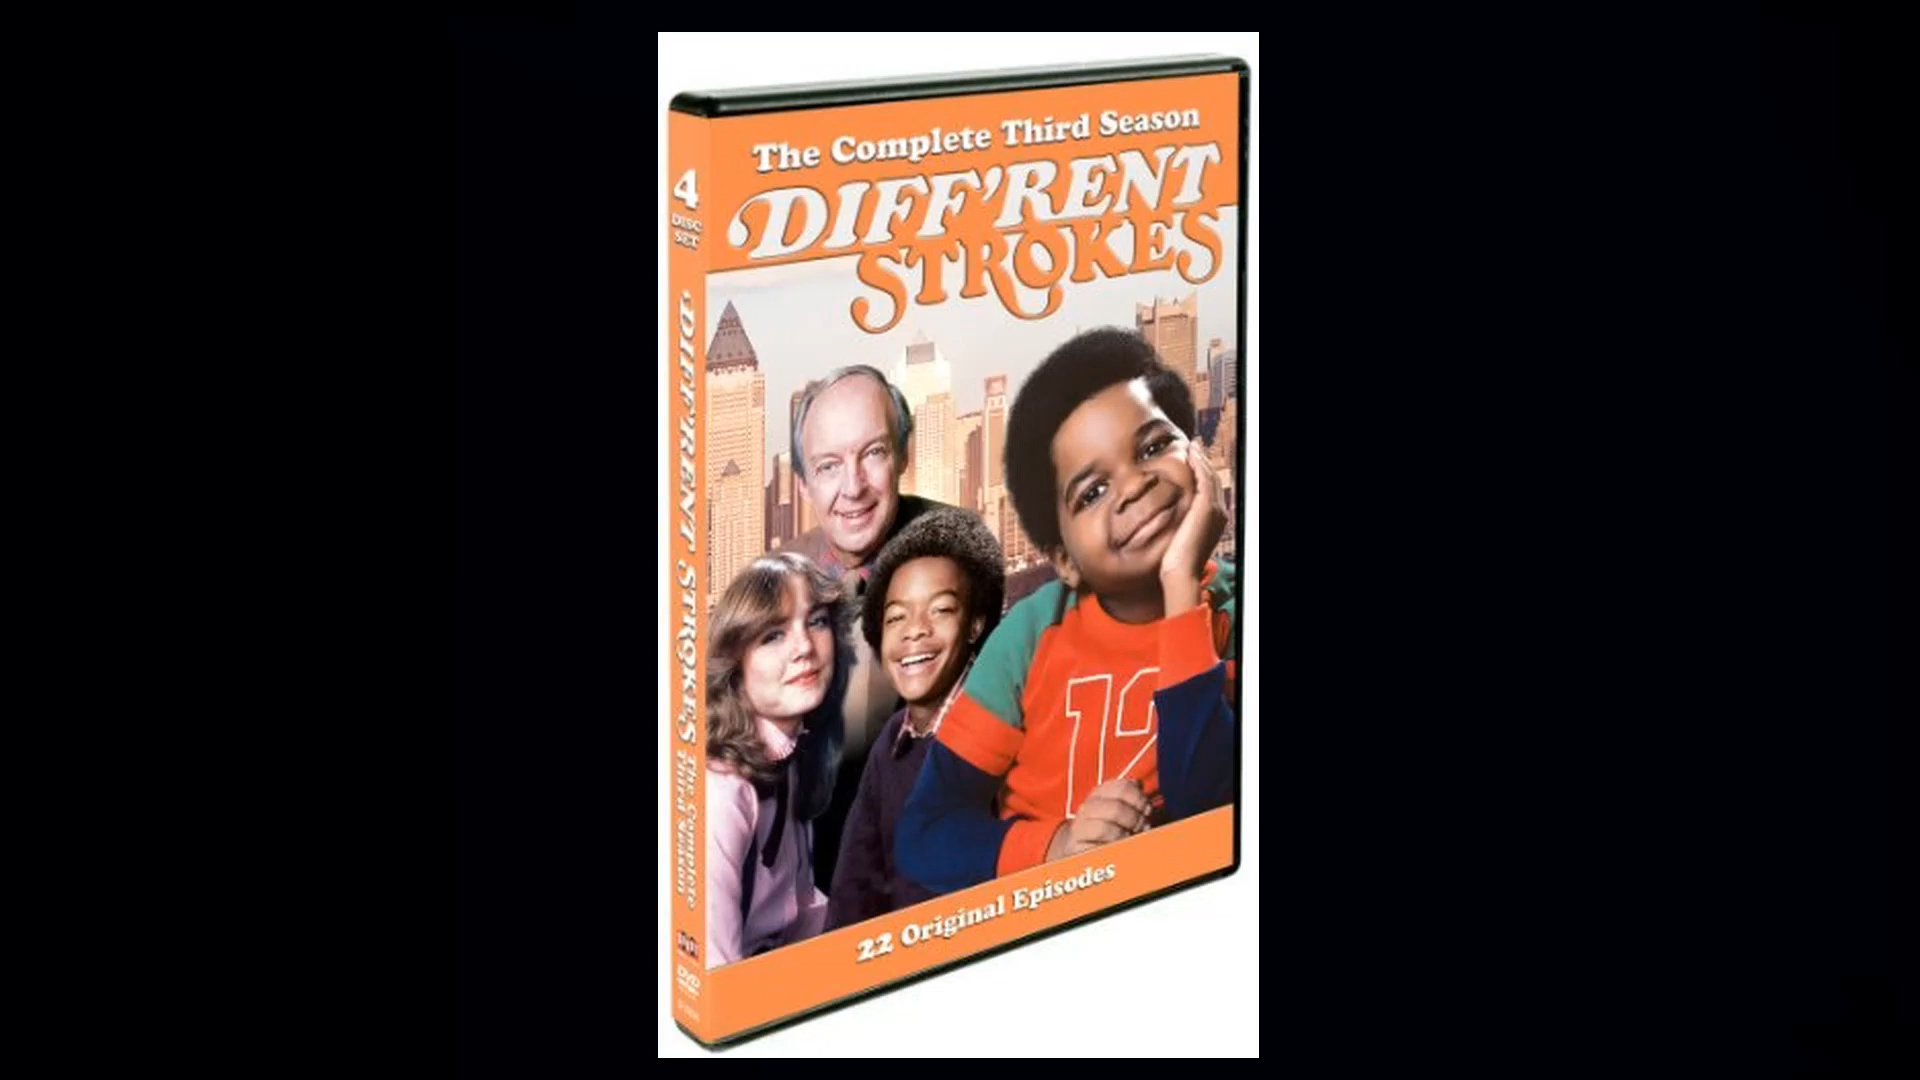 The Complete Third Season
DIFF'RENT
STROKES
22 Original Episodes
4
DISC
SET
DIFF'RENT STROKES
The Complete
Third Season
DVD
12